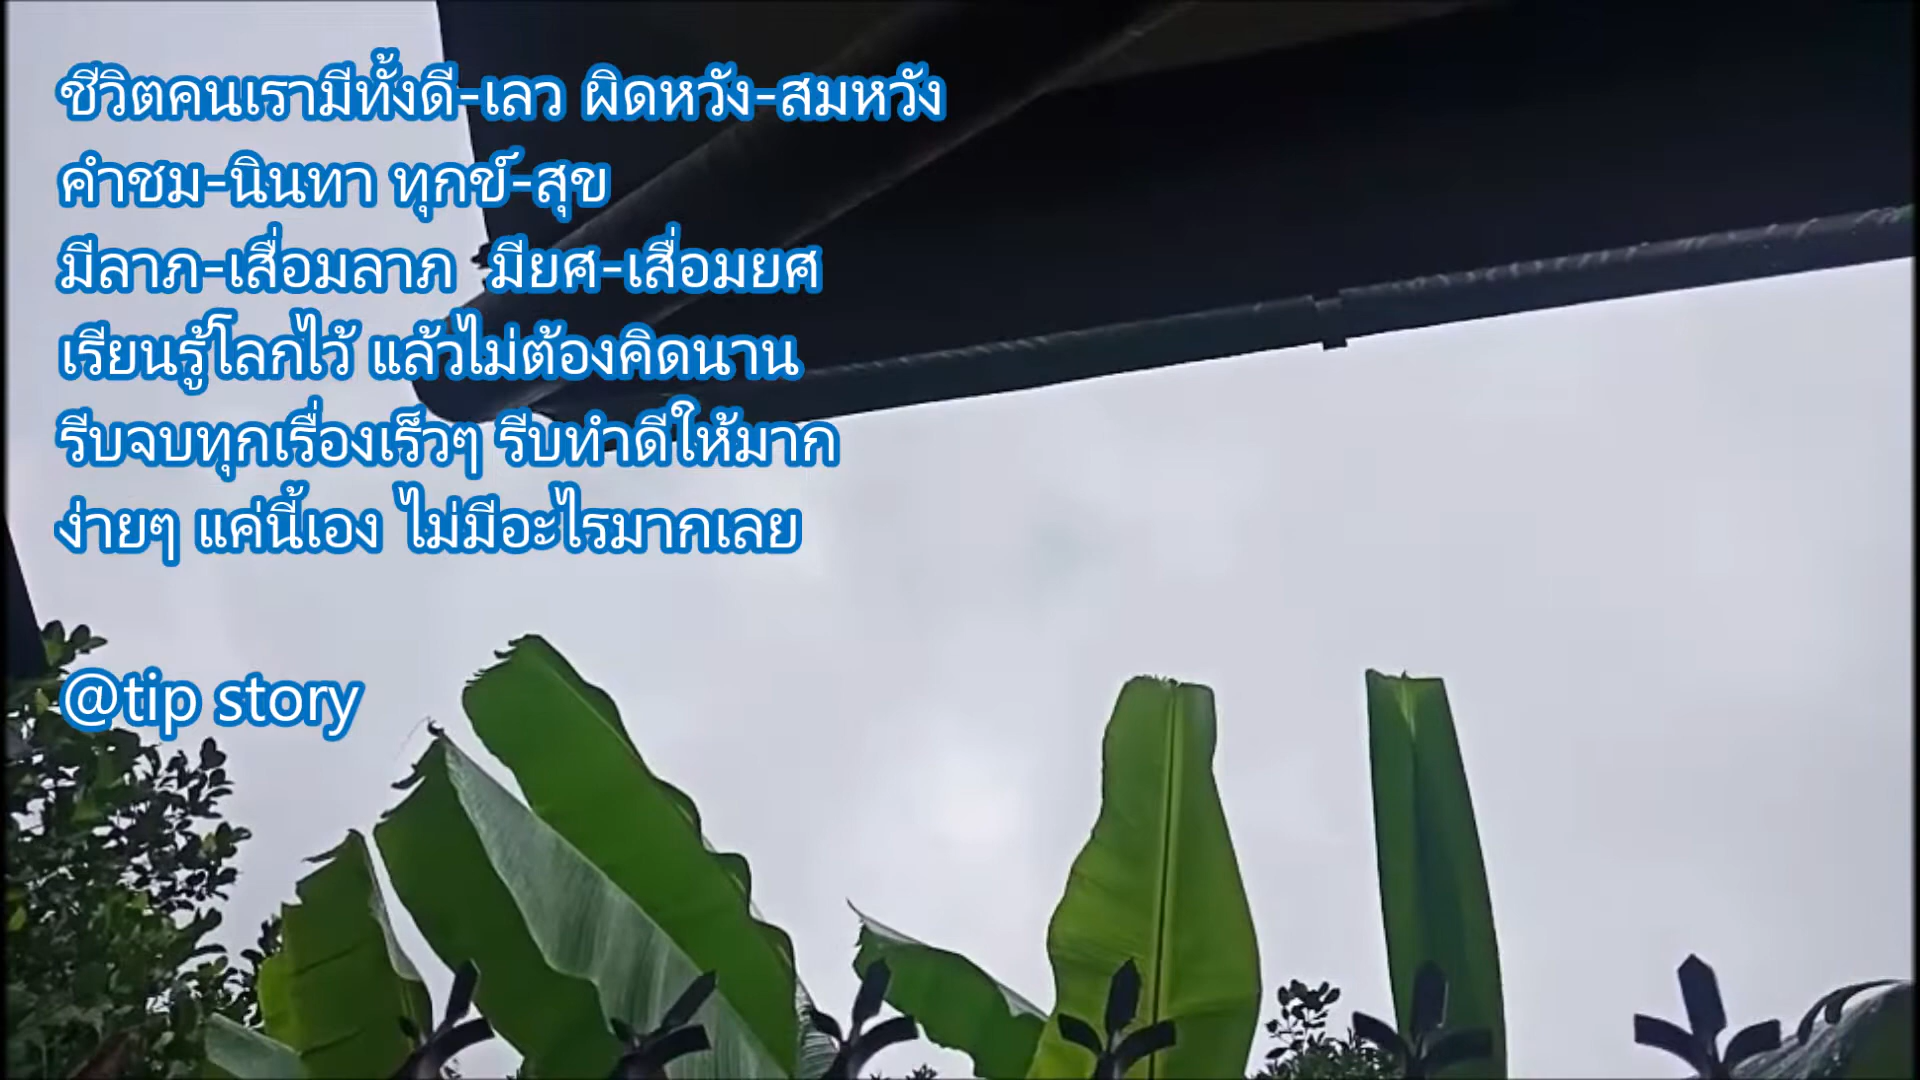 ชีวิตคนเรามีทั้งดี-เลว ผิดหวัง-สมหวัง
คำชม-นินทา ทุกข์-สุข
มีลาภ-เสื่อมลาภ  มียศ-เสื่อมยศ
เรียนรู้โลกไว้ แล้วไม่ต้องคิดนาน
รีบจบทุกเรื่องเร็วๆ รีบทำดีให้มาก
ง่ายๆ แค่นี้เอง ไม่มีอะไรมากเลย
@tip story